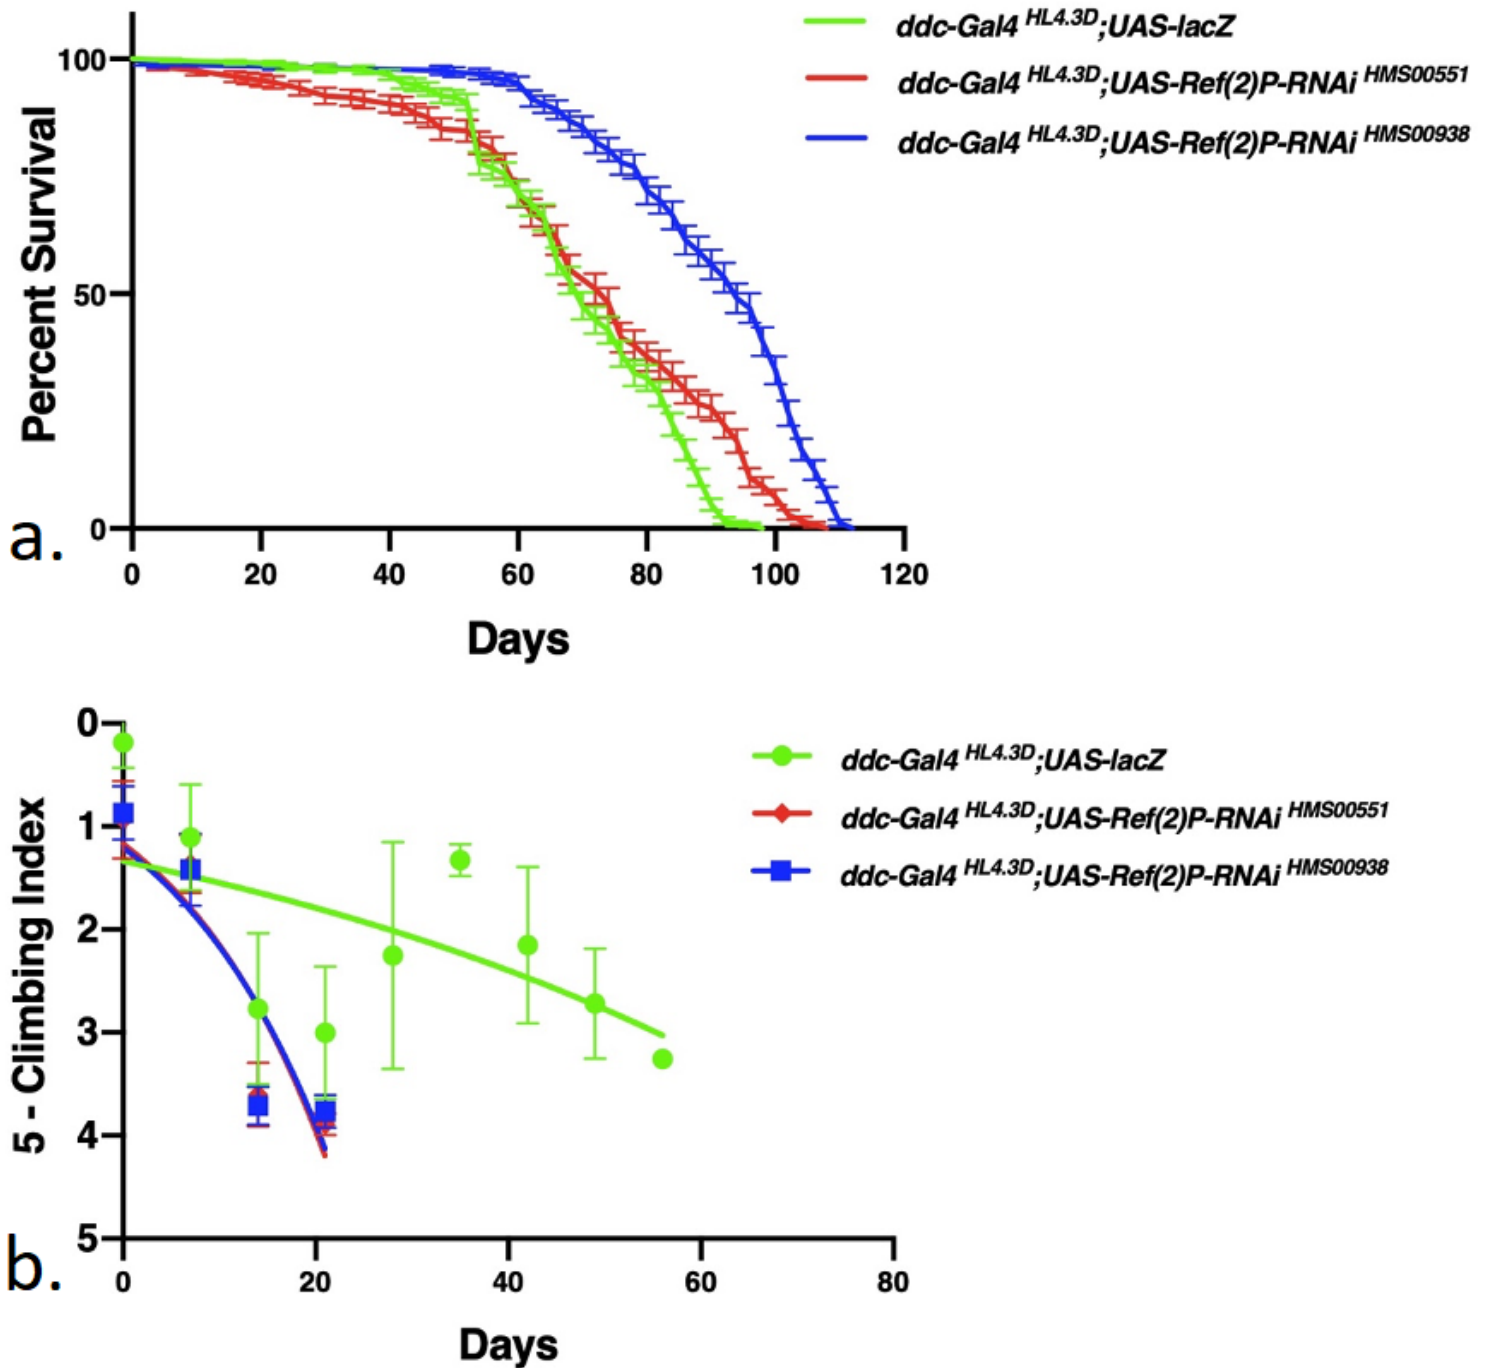 ddc-Gal4 HL4.3D;UAS-lacZ
ddc-Gal4 HL4.3D;UAS-Ref(2)P-RNAi HMS00551
ddc-Gal4 HL4.3D;UAS-Ref(2)P-RNAi HMS00938
Percent Survival
100
50
0
a.
0 20 40 60 80 100 120
Days
ddc-Gal4 HL4.3D;UAS-lacZ
ddc-Gal4 HL4.3D;UAS-Ref(2)P-RNAi HMS00551
ddc-Gal4 HL4.3D;UAS-Ref(2)P-RNAi HMS00938
5 - Climbing Index
0
1
2
3
4
5
b.
0 20 40 60 80
Days